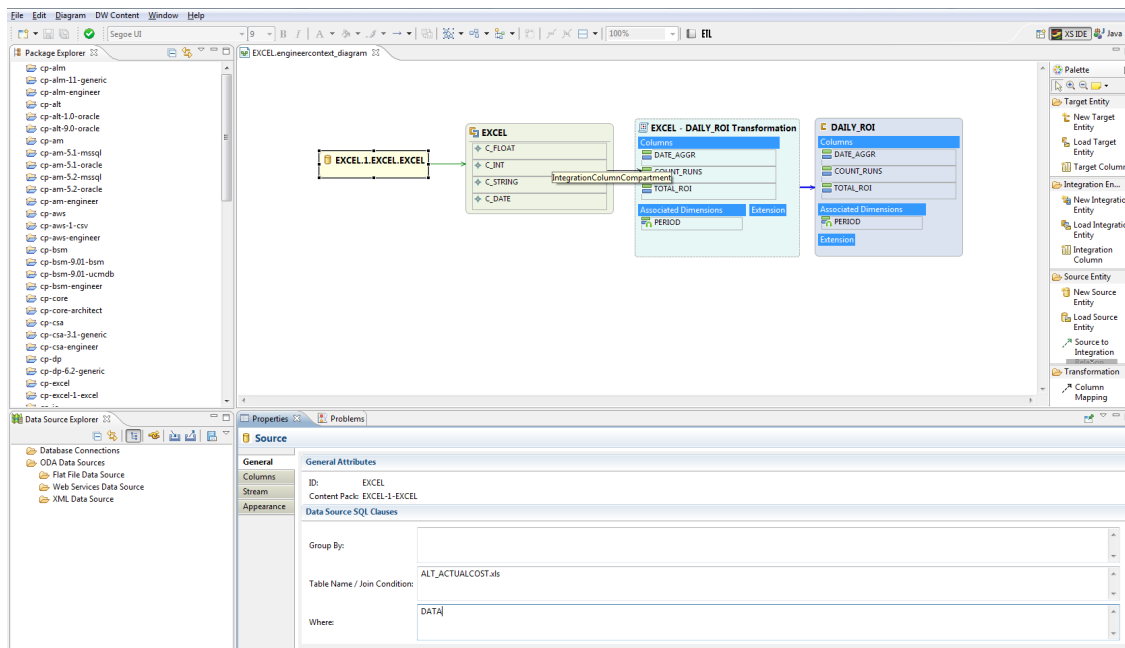 File Edit Diagram DW Content Window Help
Segoe UI 9 B I A 100% ETL XS IDE Java
Package Explorer
EXCEL.engineercontext_diagram
cp-alm
cp-alm-11-generic
cp-alm-engineer
cp-alt
cp-alt-1.0-oracle
cp-alt-9.0-oracle
cp-am
cp-am-5.1-mssql
cp-am-5.1-oracle
cp-am-5.2-mssql
cp-am-5.2-oracle
cp-am-engineer
cp-aws
cp-aws-1-csv
cp-aws-engineer
cp-bsm
cp-bsm-9.01-bsm
cp-bsm-9.01-ucmdb
cp-bsm-engineer
cp-core
cp-core-architect
cp-csa
cp-csa-3.1-generic
cp-csa-engineer
cp-dp
cp-dp-6.2-generic
cp-excel
cp-excel-1-excel
EXCEL.1.EXCEL.EXCEL
EXCEL
C_FLOAT
C_INT
C_STRING
C_DATE
IntegrationColumnCompartment
EXCEL - DAILY_ROI Transformation
Columns
DATE_AGGR
COUNT_RUNS
TOTAL_ROI
Associated Dimensions Extension
PERIOD
DAILY_ROI
Columns
DATE_AGGR
COUNT_RUNS
TOTAL_ROI
Associated Dimensions
PERIOD
Extension
Palette
Target Entity
New Target
Entity
Load Target
Entity
Target Column
Integration En...
New Integratio
Entity
Load Integratio
Entity
Integration
Column
Source Entity
New Source
Entity
Load Source
Entity
Source to
Integration
Transformation
Column
Mapping
Data Source Explorer
Database Connections
ODA Data Sources
Flat File Data Source
Web Services Data Source
XML Data Source
Properties Problems
Source
General
Columns
Stream
Appearance
General Attributes
ID: EXCEL
Content Pack: EXCEL-1-EXCEL
Data Source SQL Clauses
Group By:
Table Name / Join Condition: ALT_ACTUALCOST.xls
Where: DATA